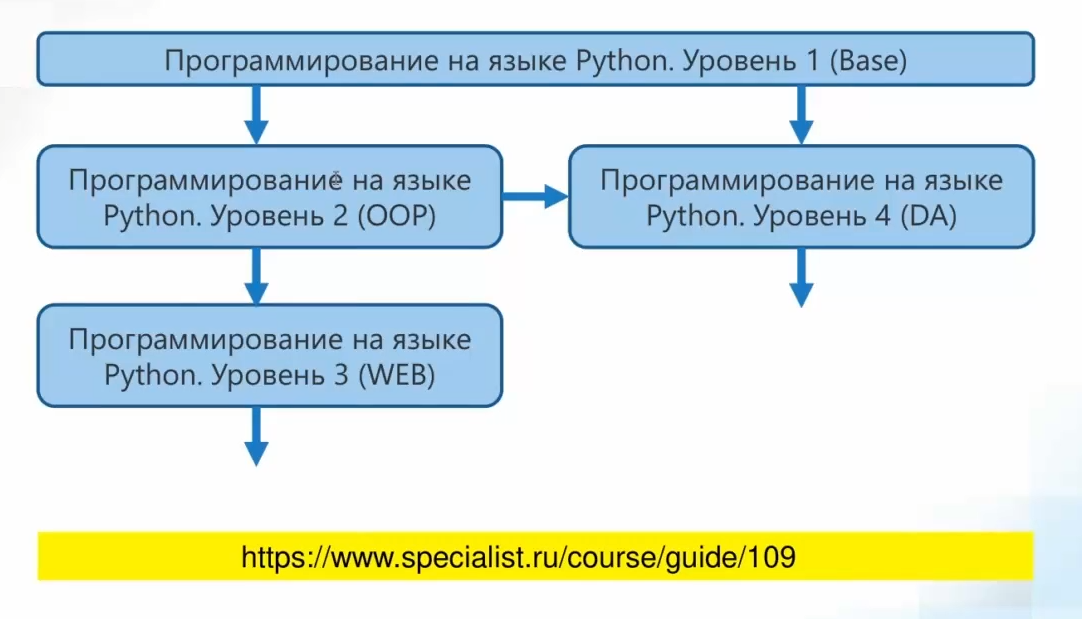 Программирование на языке Python. Уровень 1 (Base)
Программирование на языке
Python. Уровень 2 (OOP)
Программирование на языке
Python. Уровень 4 (DA)
Программирование на языке
Python. Уровень 3 (WEB)
https://www.specialist.ru/course/guide/109